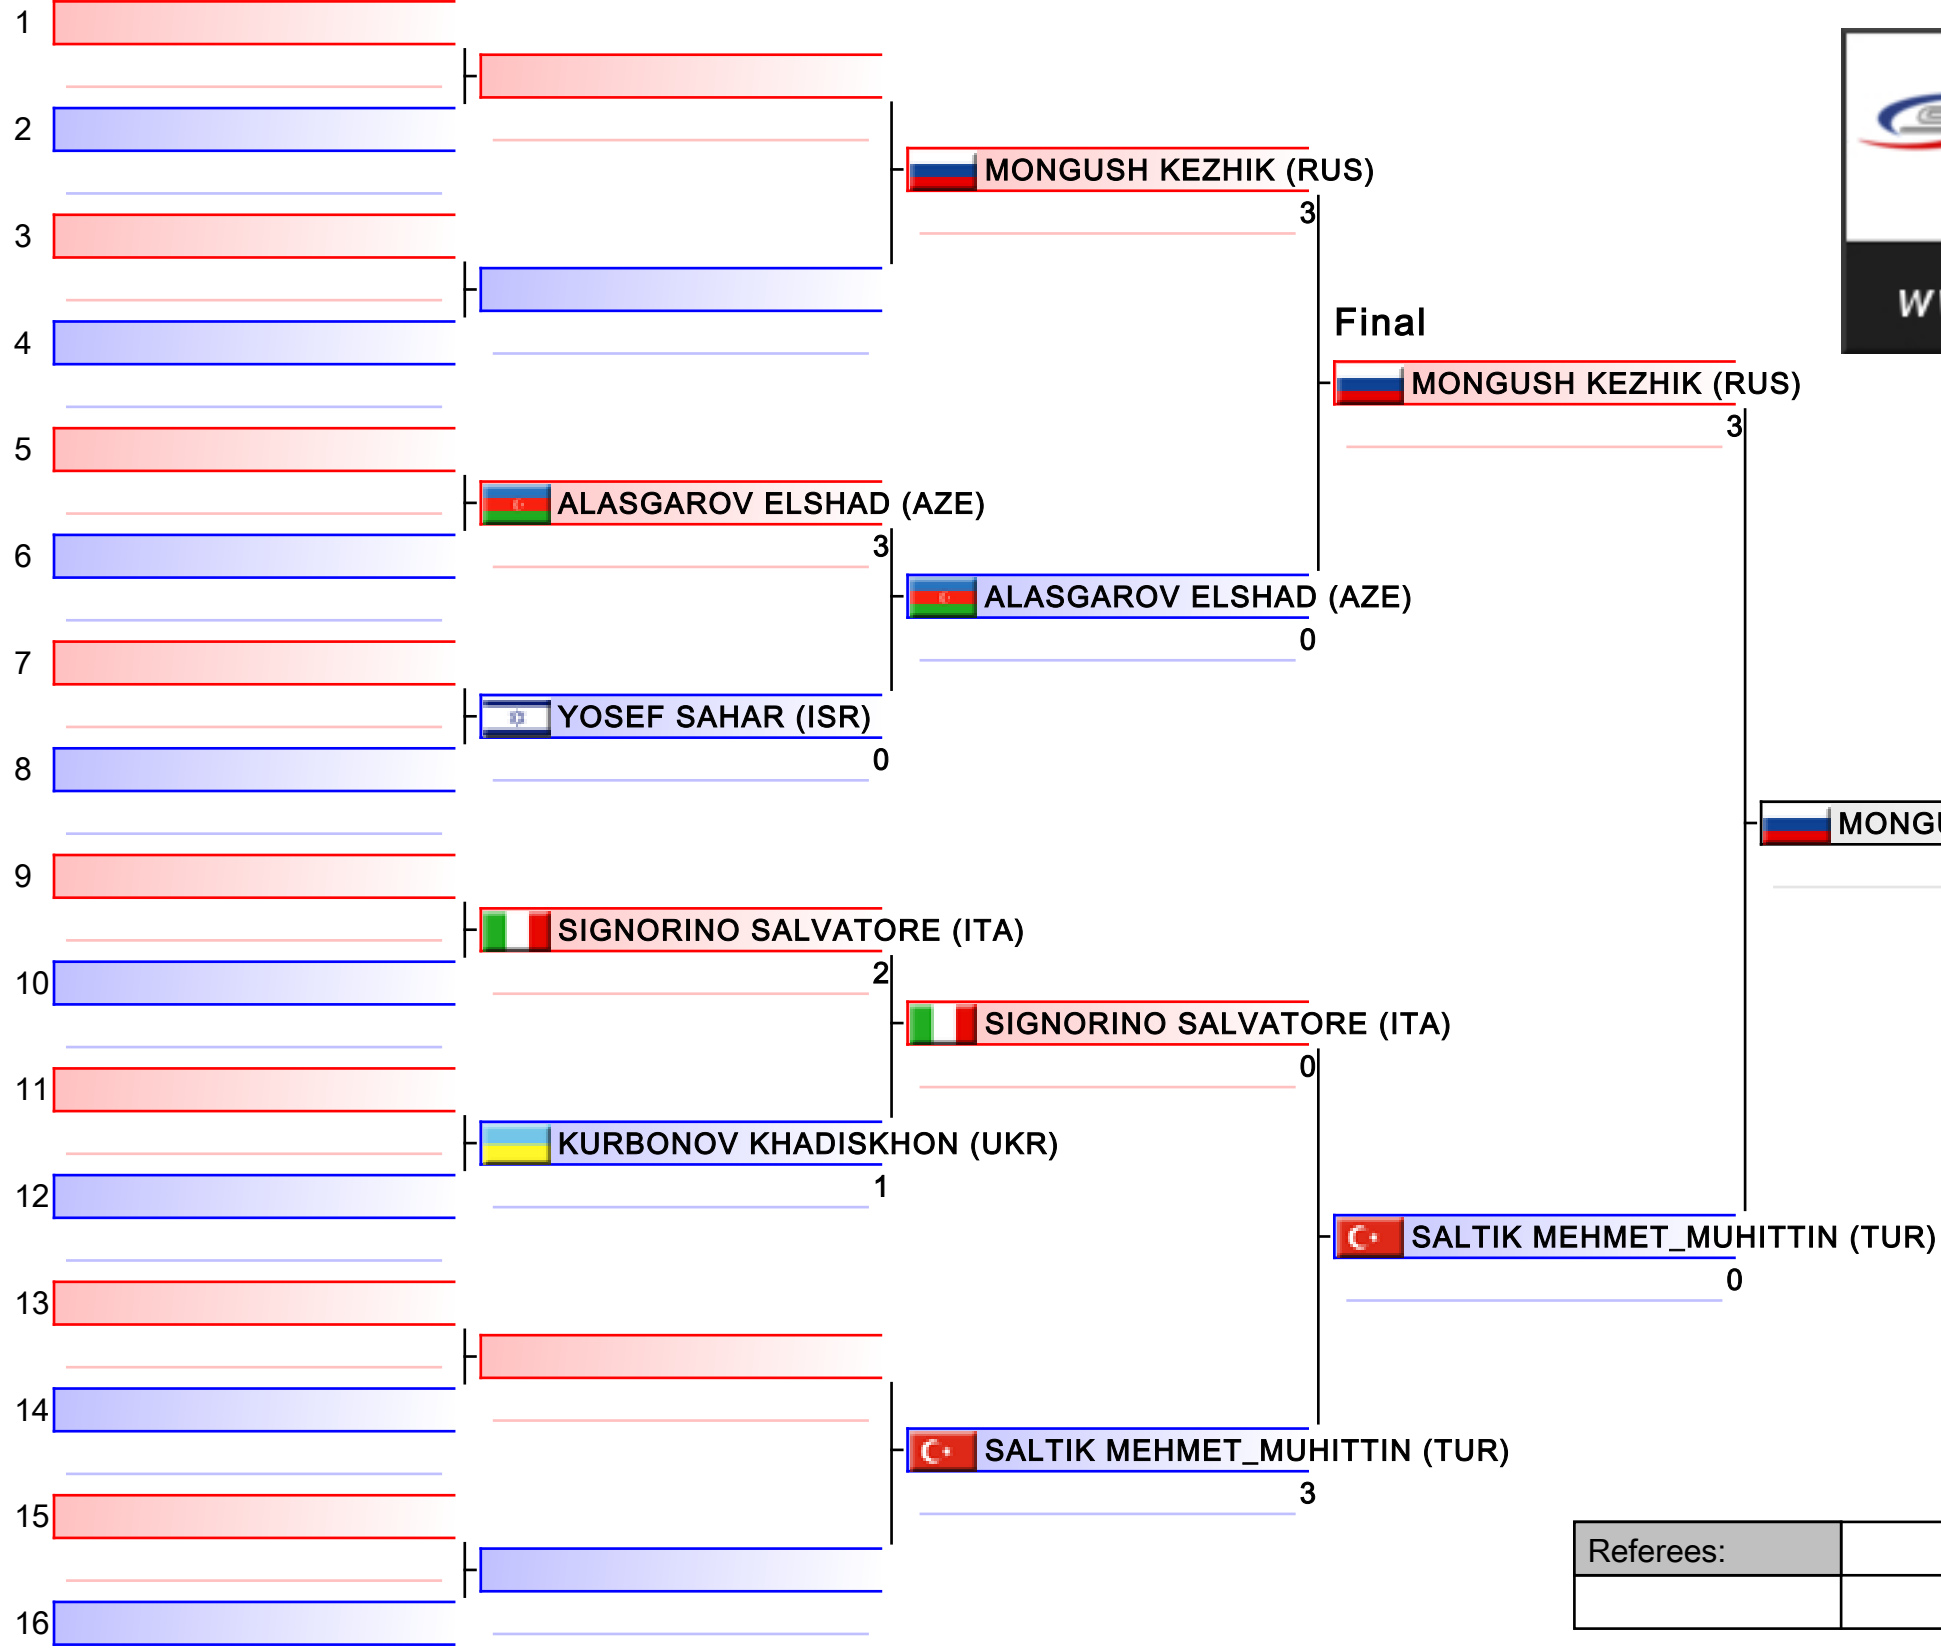 1
2
MONGUSH KEZHIK (RUS)
3
3
Final
4
MONGUSH KEZHIK (RUS)
3
5
ALASGAROV ELSHAD (AZE)
3
6
ALASGAROV ELSHAD (AZE)
0
7
YOSEF SAHAR (ISR)
0
8
9
SIGNORINO SALVATORE (ITA)
2
10
SIGNORINO SALVATORE (ITA)
0
11
KURBONOV KHADISKHON (UKR)
1
12
SALTIK MEHMET_MUHITTIN (TUR)
0
13
14
SALTIK MEHMET_MUHITTIN (TUR)
3
15
Referees:
16